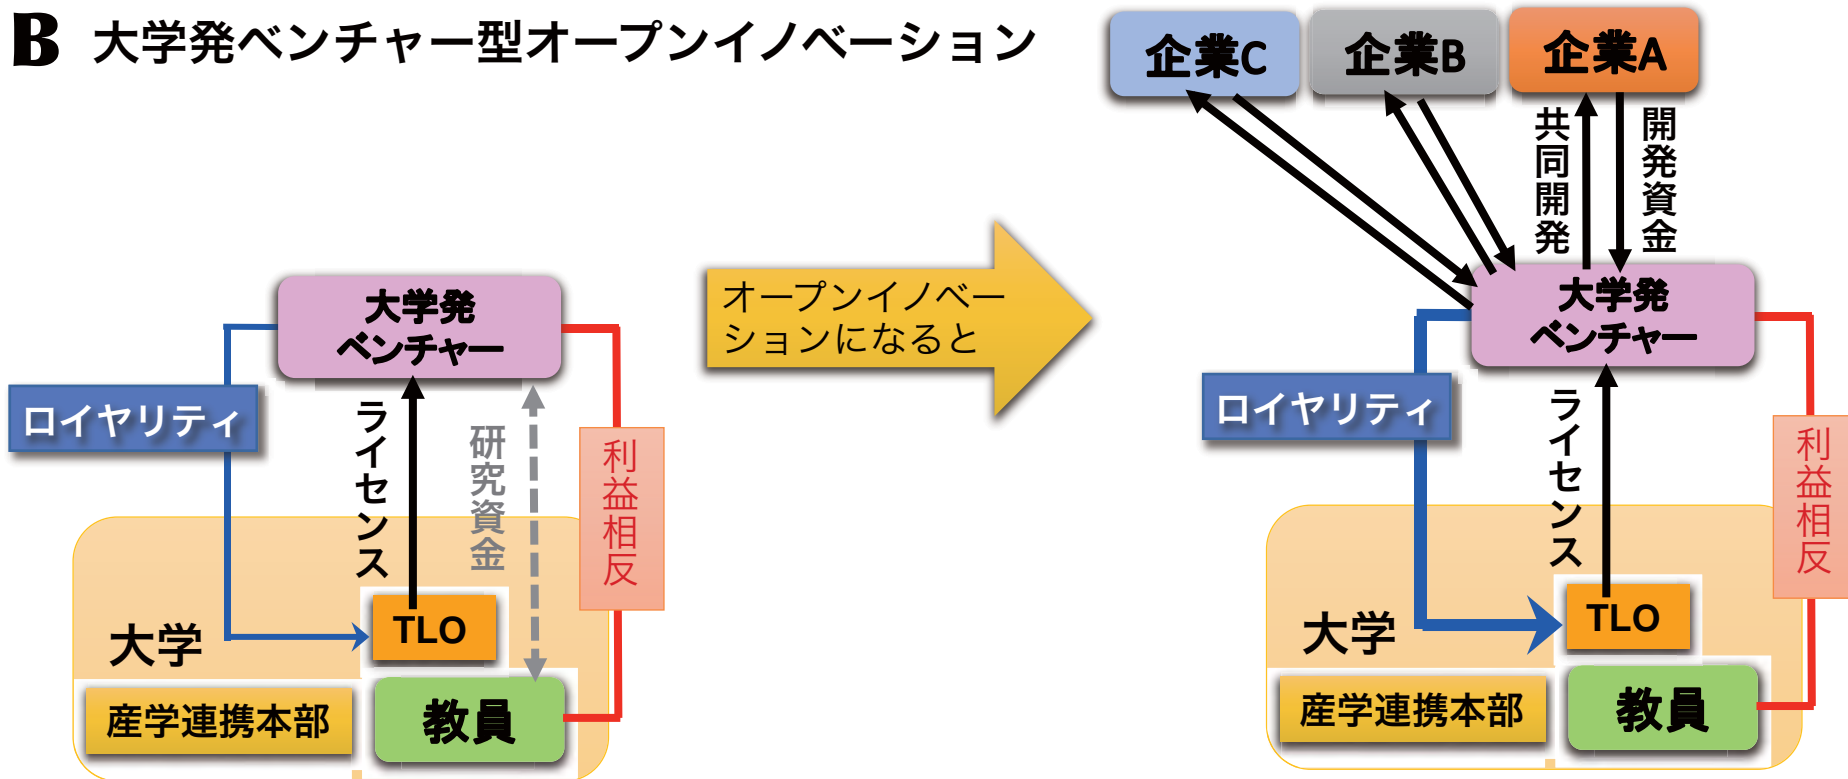 B 大学発ベンチャー型オープンイノベーション
大学発
ベンチャー
ロイヤリティ
ライセンス
研究資金
利益相反
大学
TLO
産学連携本部
教員
オープンイノベー
ションになると
企業C
企業B
企業A
共同開発
開発資金
大学発
ベンチャー
ロイヤリティ
ライセンス
利益相反
大学
TLO
産学連携本部
教員